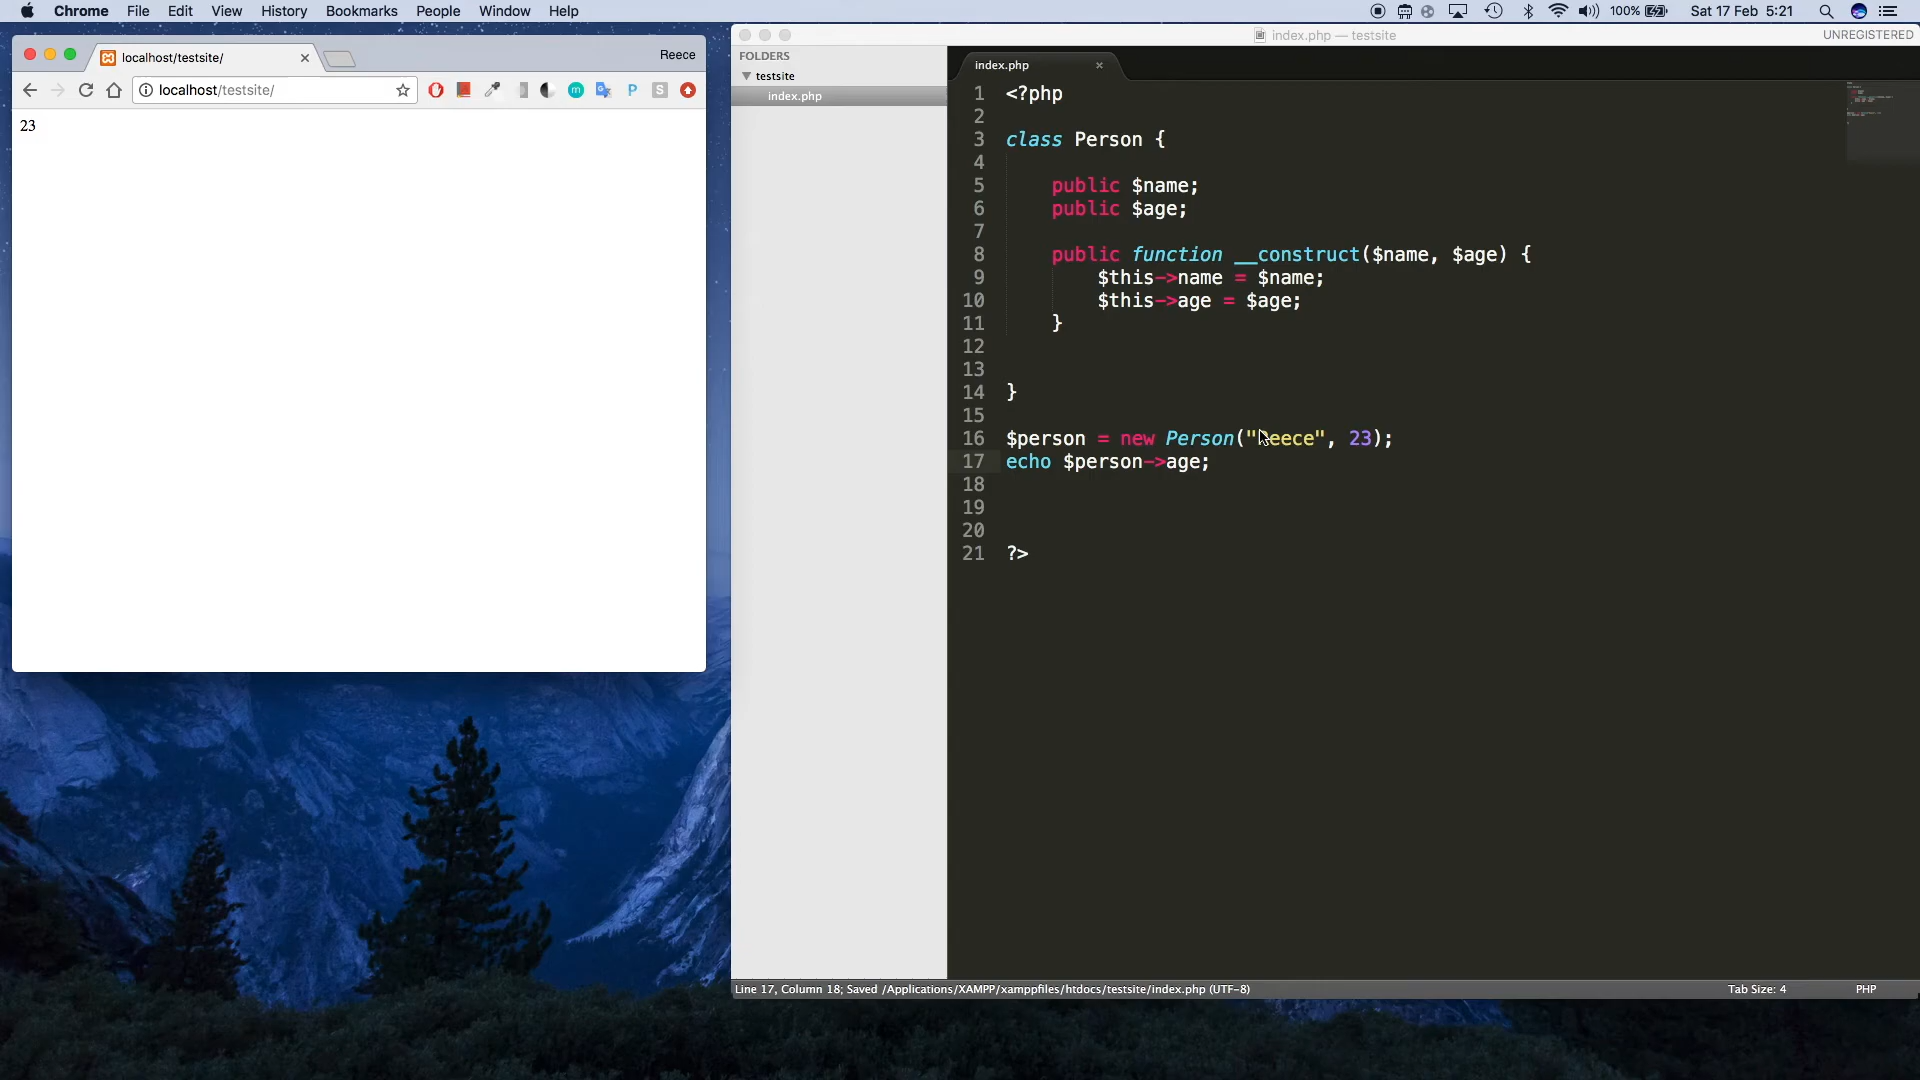 Chrome File Edit View History Bookmarks People Window Help 100% Sat 17 Feb 5:21
localhost/testsite/ Reece
localhost/testsite/
23
index.php — testsite UNREGISTERED
FOLDERS
testsite
index.php
index.php
1 <?php
2
3 class Person {
4
5 public $name;
6 public $age;
7
8 public function __construct($name, $age) {
9 $this->name = $name;
10 $this->age = $age;
11 }
12
13
14 }
15
16 $person = new Person("Reece", 23);
17 echo $person->age;
18
19
20
21 ?>
Line 17, Column 18; Saved /Applications/XAMPP/xamppfiles/htdocs/testsite/index.php (UTF-8) Tab Size: 4 PHP